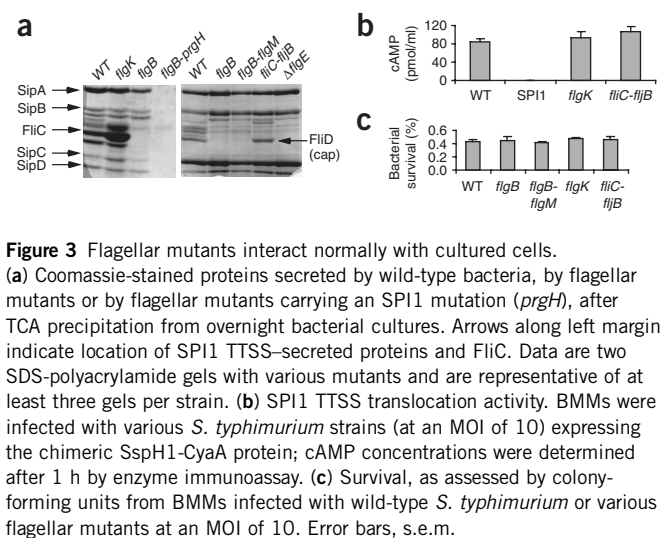 a
WT
flgK
flgB
flgB-prgH
WT
flgB
flgB-flgM
fliC-fljB
ΔflgE
SipA
SipB
FliC
SipC
SipD
FliD
(cap)
b
cAMP
(pmol/ml)
120
80
40
0
WT SPI1 flgK fliC-fljB
c
Bacterial
survival (%)
0.6
0.4
0.2
0.0
WT flgB flgB- flgK fliC-
flgM fljB
Figure 3 Flagellar mutants interact normally with cultured cells.
(a) Coomassie-stained proteins secreted by wild-type bacteria, by flagellar
mutants or by flagellar mutants carrying an SPI1 mutation (prgH), after
TCA precipitation from overnight bacterial cultures. Arrows along left margin
indicate location of SPI1 TTSS–secreted proteins and FliC. Data are two
SDS-polyacrylamide gels with various mutants and are representative of at
least three gels per strain. (b) SPI1 TTSS translocation activity. BMMs were
infected with various S. typhimurium strains (at an MOI of 10) expressing
the chimeric SspH1-CyaA protein; cAMP concentrations were determined
after 1 h by enzyme immunoassay. (c) Survival, as assessed by colony-
forming units from BMMs infected with wild-type S. typhimurium or various
flagellar mutants at an MOI of 10. Error bars, s.e.m.